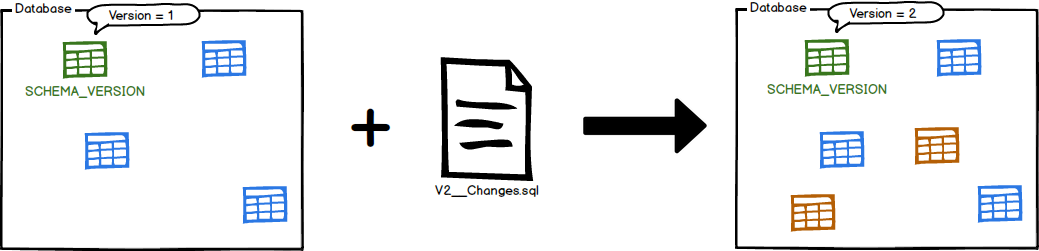 Database
Version = 1
SCHEMA_VERSION
V2__Changes.sql
Database
Version = 2
SCHEMA_VERSION